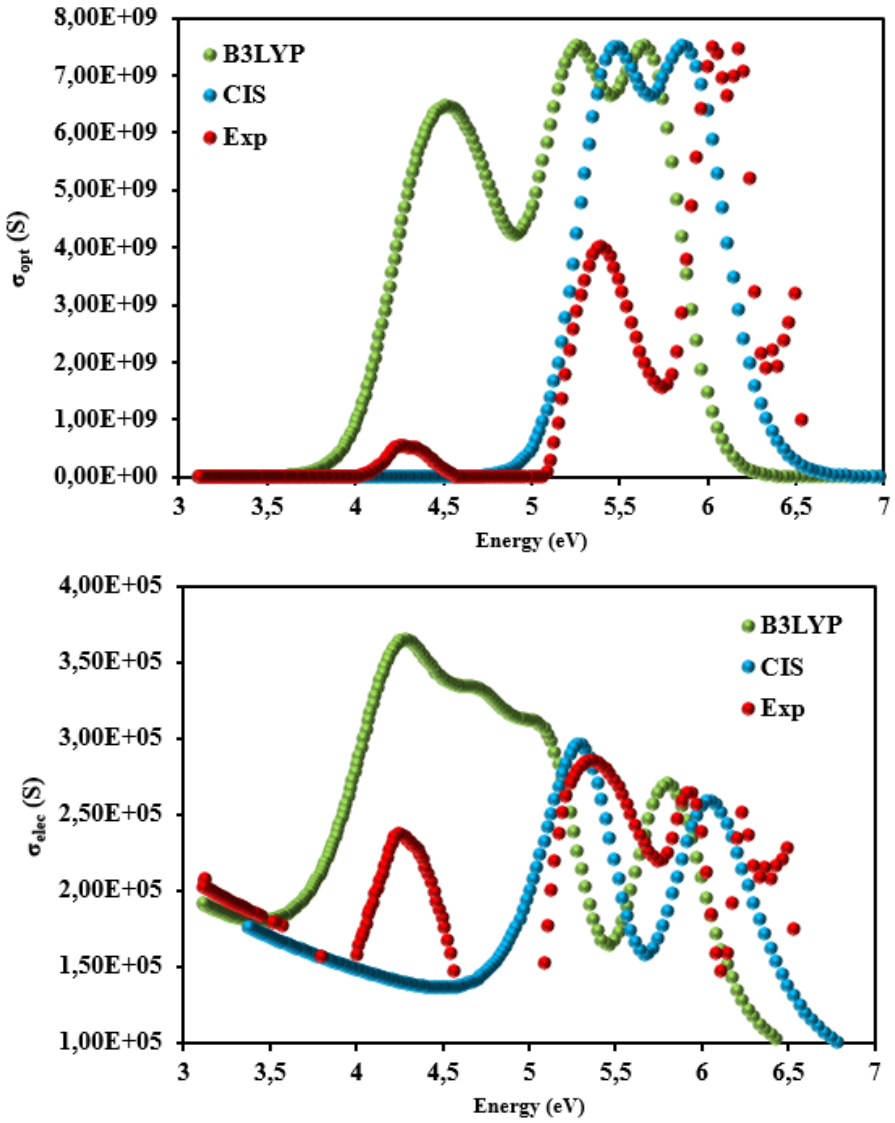 8,00E+09
7,00E+09
6,00E+09
5,00E+09
4,00E+09
3,00E+09
2,00E+09
1,00E+09
0,00E+00
σopt (S)
B3LYP
CIS
Exp
3 3,5 4 4,5 5 5,5 6 6,5 7
Energy (eV)
4,00E+05
3,50E+05
3,00E+05
2,50E+05
2,00E+05
1,50E+05
1,00E+05
σelec (S)
B3LYP
CIS
Exp
3 3,5 4 4,5 5 5,5 6 6,5 7
Energy (eV)